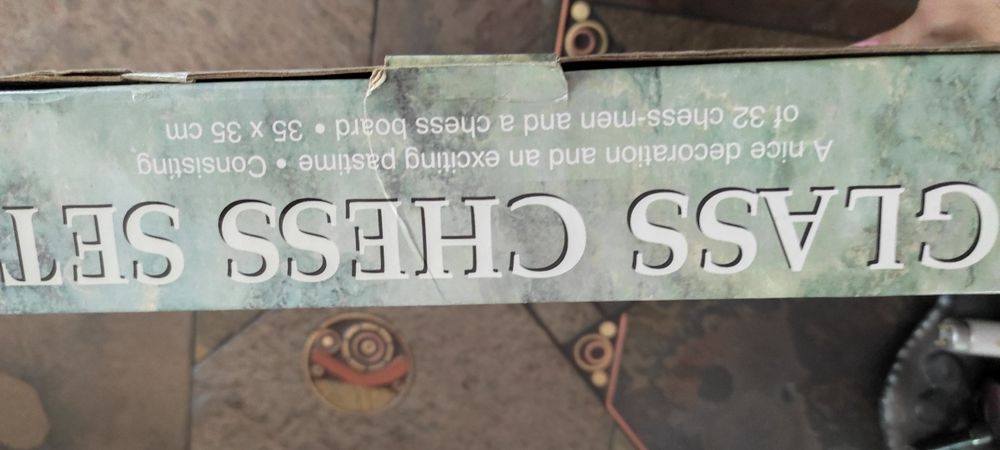 GLASS CHESS SET
A nice decoration and an exciting pastime • Consisting
of 32 chess-men and a chess board • 35 x 35 cm